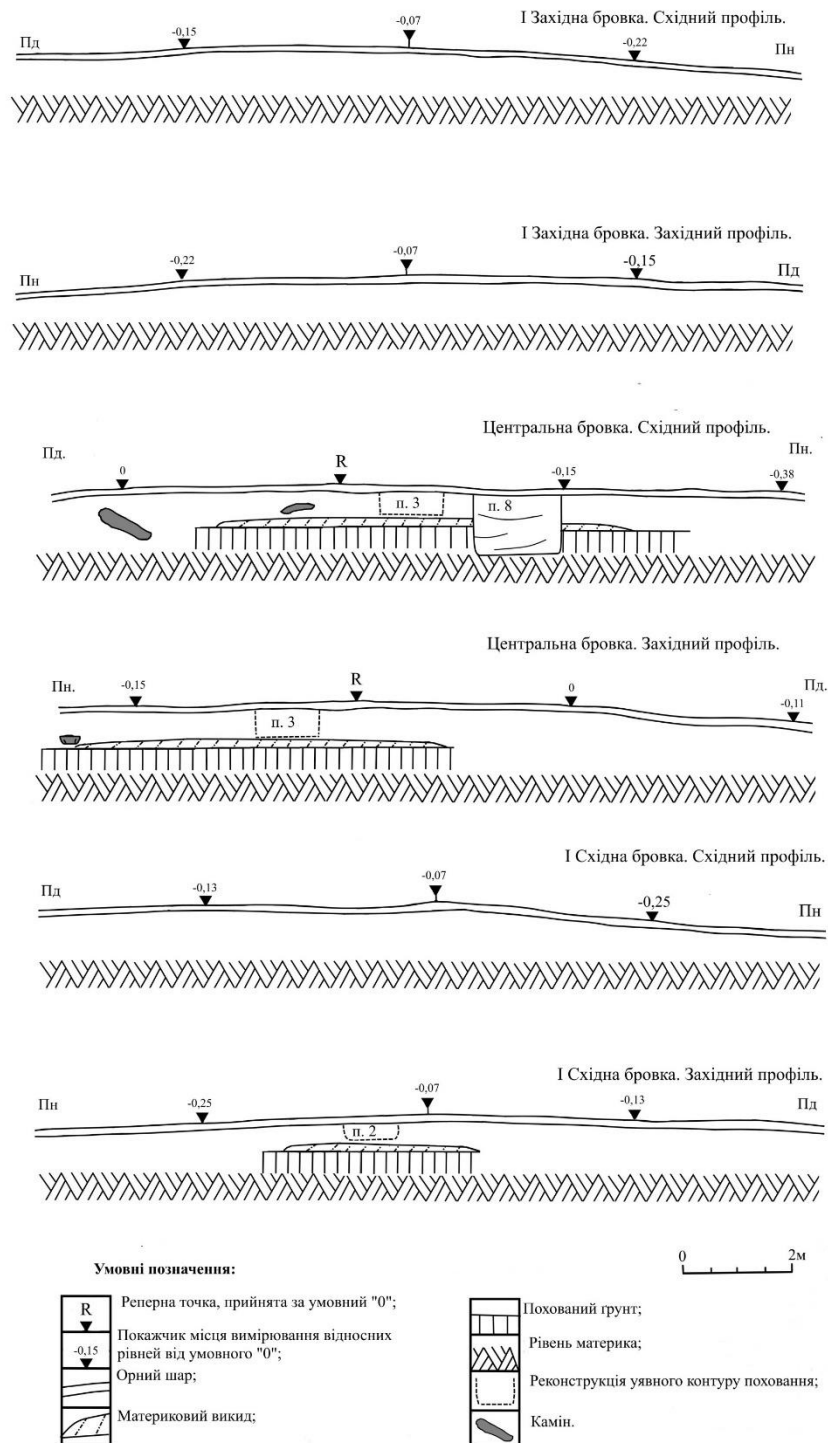 І Західна бровка. Східний профіль.
Пд -0,15 -0,07 -0,22 Пн
І Західна бровка. Західний профіль.
Пн -0,22 -0,07 -0,15 Пд
Центральна бровка. Східний профіль.
Пд. 0 R -0,15 -0,38 Пн.
п. 3 п. 8
Центральна бровка. Західний профіль.
Пн. -0,15 R 0 -0,11 Пд.
п. 3
І Східна бровка. Східний профіль.
Пд -0,13 -0,07 -0,25 Пн
І Східна бровка. Західний профіль.
Пн -0,25 -0,07 -0,13 Пд
п. 2
0 2м
Умовні позначення:
R Реперна точка, прийнята за умовний "0";
-0,15 Покажчик місця вимірювання відносних
рівней від умовного "0";
Орний шар;
Материковий викид;
Похований ґрунт;
Рівень материка;
Реконструкція уявного контуру поховання;
Камін.